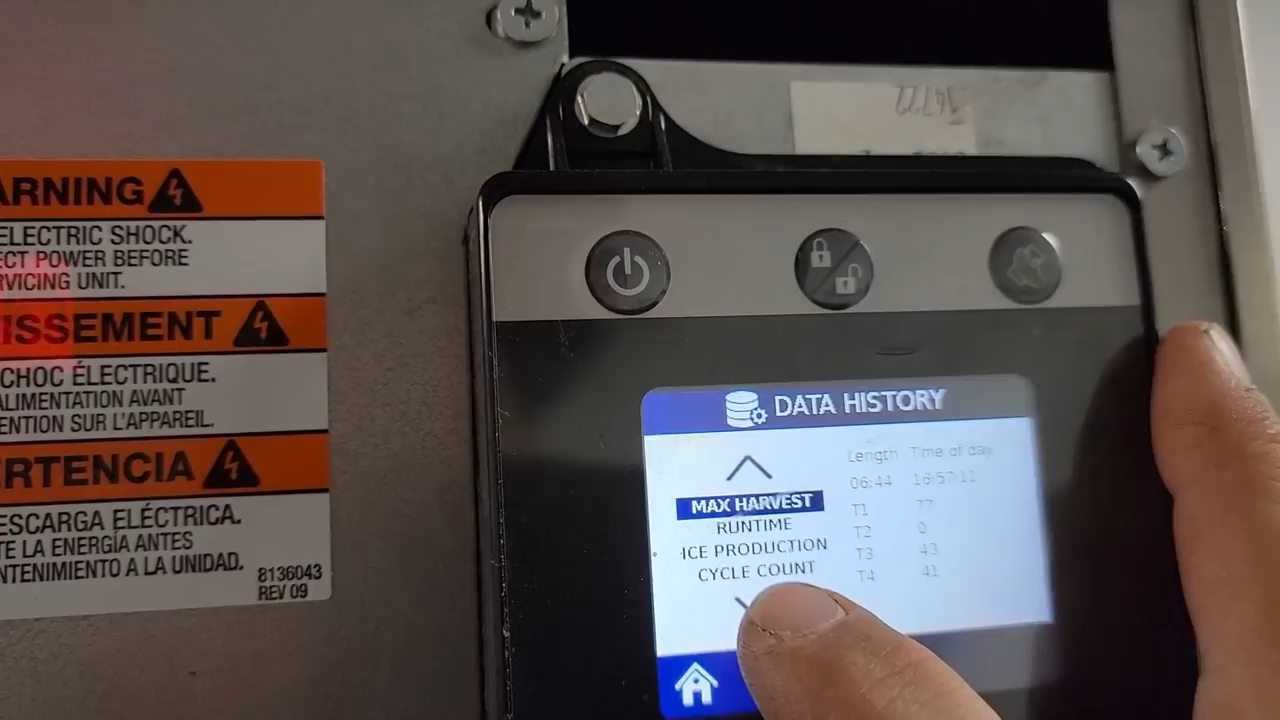 ARNING
ELECTRIC SHOCK.
ECT POWER BEFORE
RVICING UNIT.
ISSEMENT
CHOC ÉLECTRIQUE.
ALIMENTATION AVANT
ENTION SUR L'APPAREIL.
ERTENCIA
ESCARGA ELÉCTRICA.
TE LA ENERGÍA ANTES
NTENIMIENTO A LA UNIDAD.
8136043
REV 09
DATA HISTORY
MAX HARVEST
RUNTIME
ICE PRODUCTION
CYCLE COUNT
Length Time of day
06:44 16:57:11
T1 77
T2 0
T3 43
T4 41